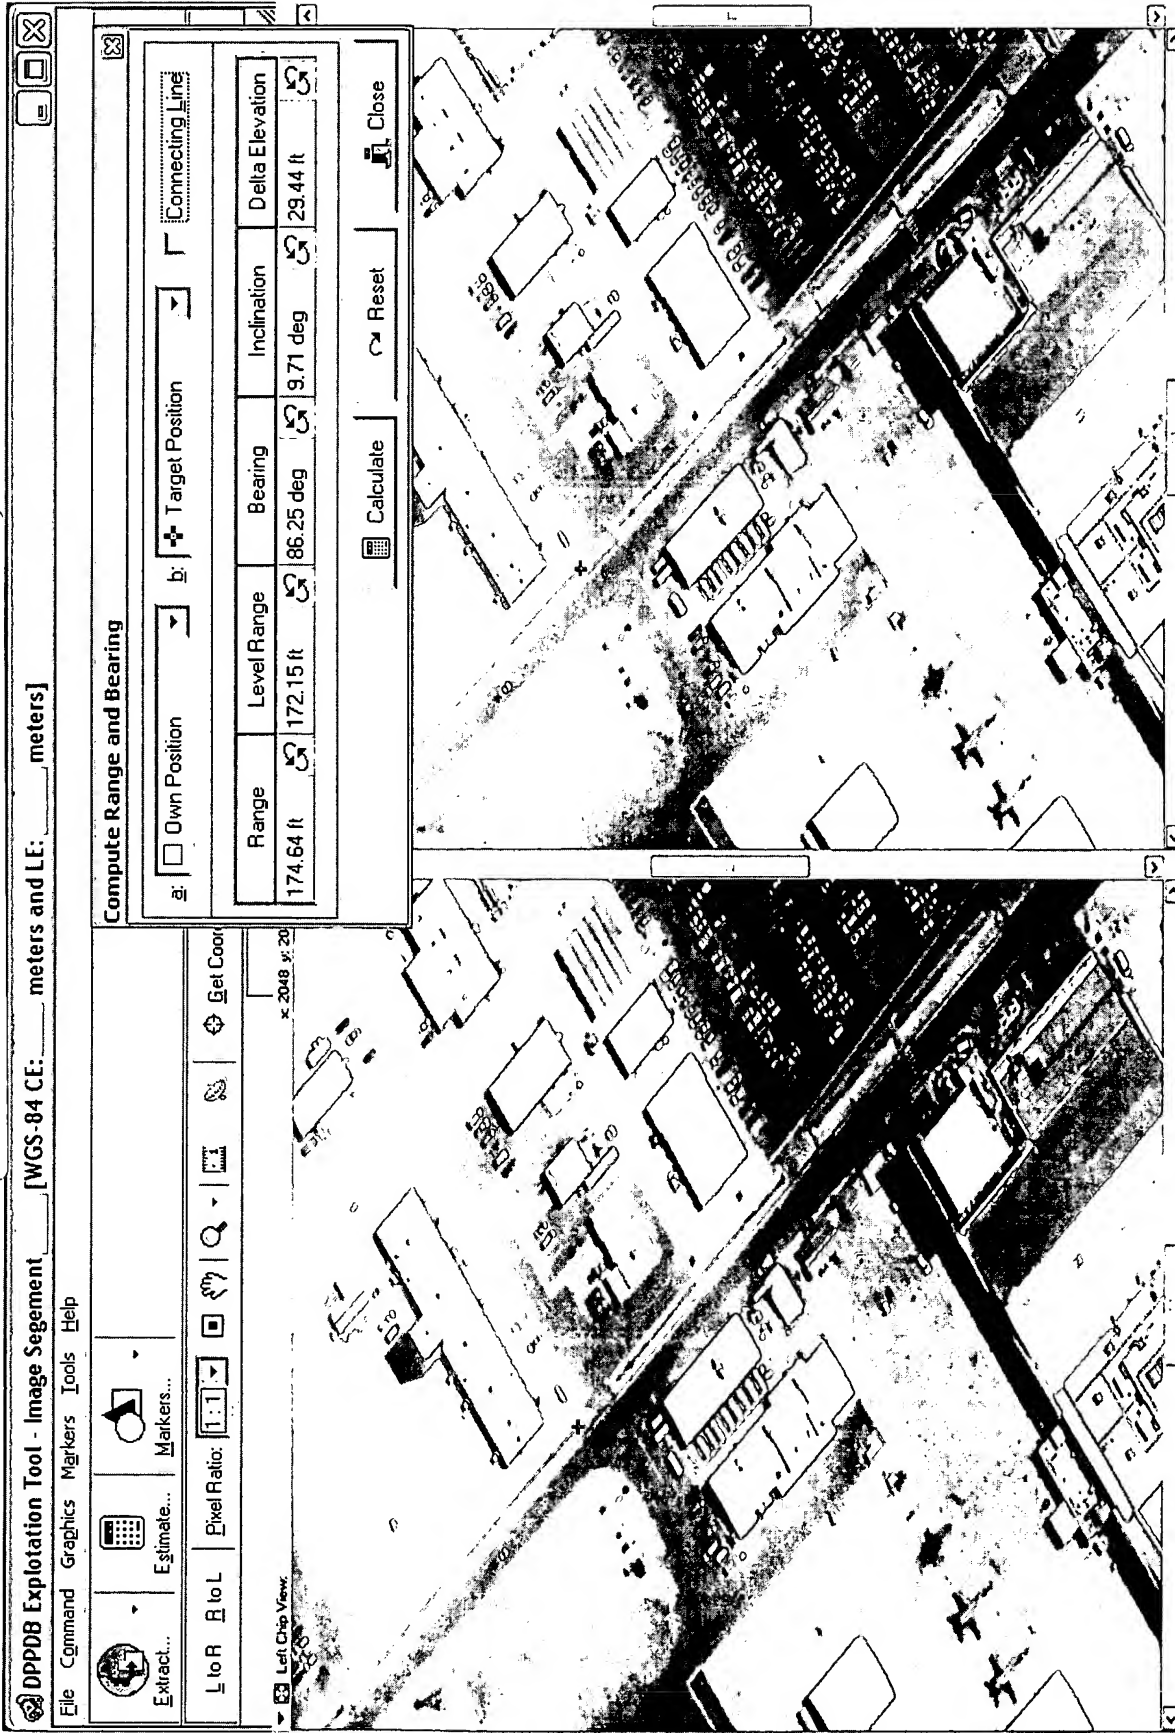 DPPDB Explotation Tool - Image Segement____[WGS-84 CE:____ meters and LE:____ meters]
File Command Graphics Markers Tools Help
Extract... Estimate... Markers...
L to R R to L Pixel Ratio: 1 : 1 Get Coor
Left Chip View: x: 2048 y: 20
Compute Range and Bearing
a: Own Position b: Target Position Connecting Line
Range Level Range Bearing Inclination Delta Elevation
174.64 ft 172.15 ft 86.25 deg 9.71 deg 29.44 ft
Calculate Reset Close